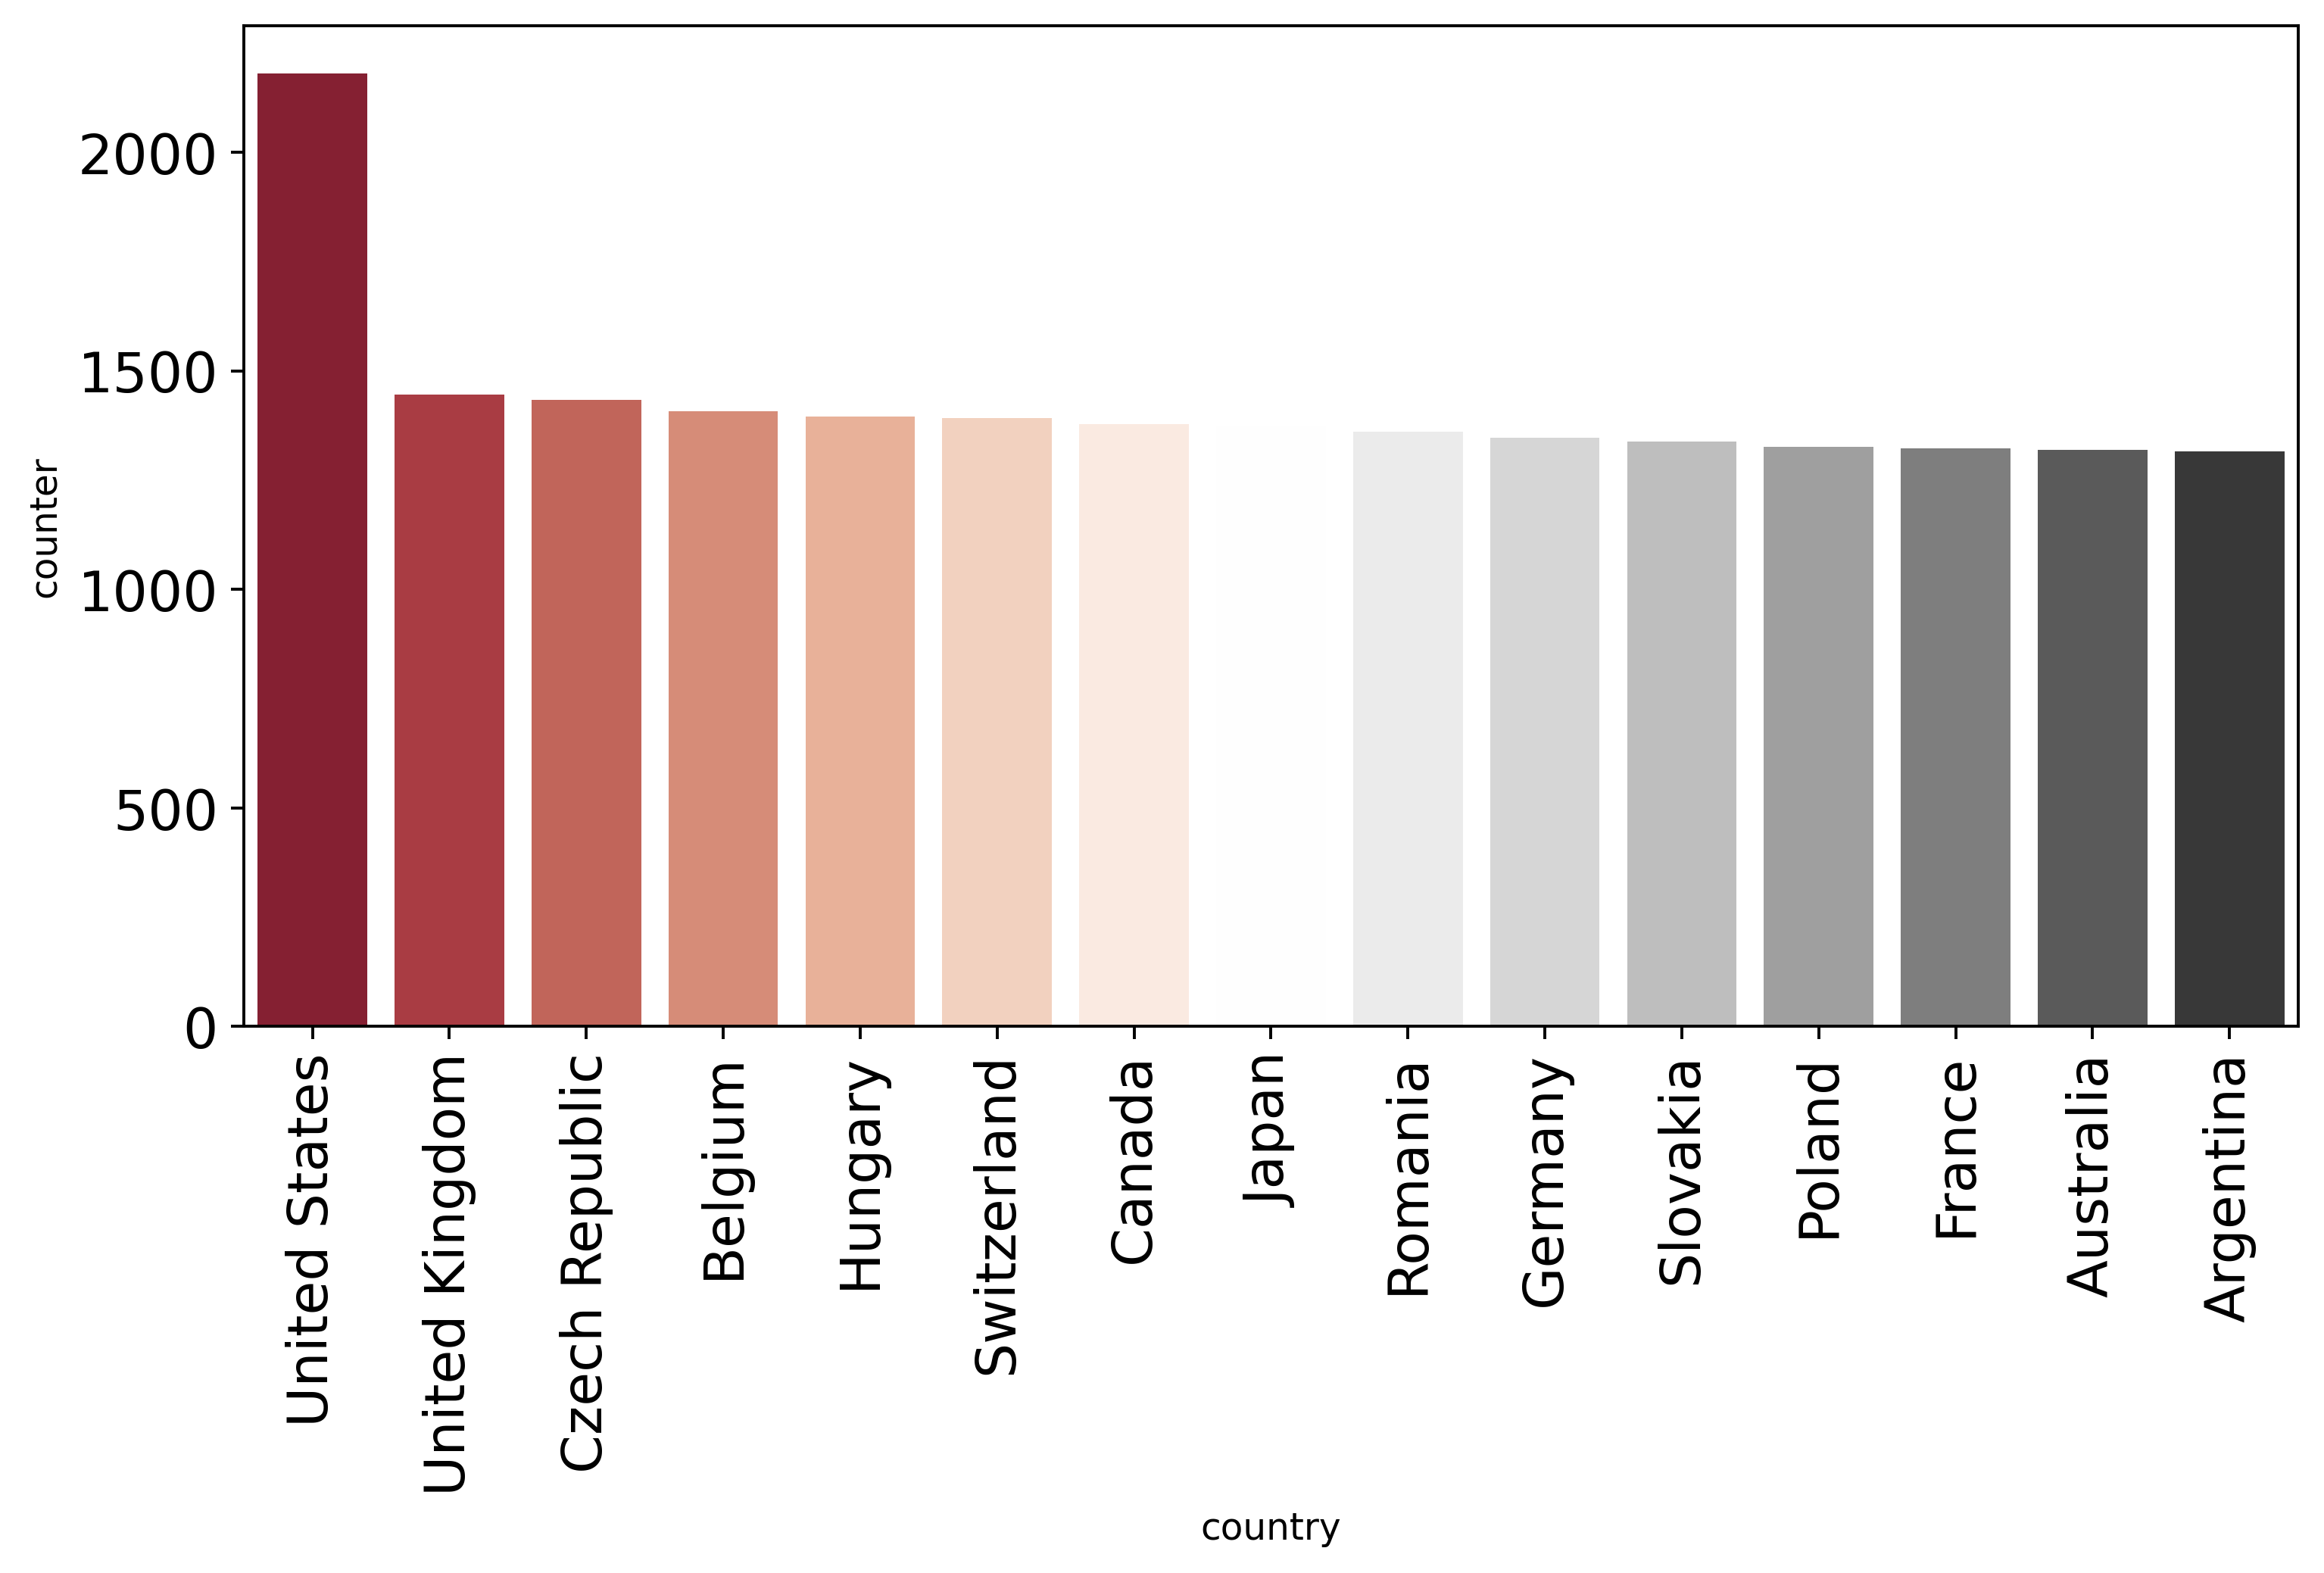 2000
1500
1000
500
0
counter
United States
United Kingdom
Czech Republic
Belgium
Hungary
Switzerland
Canada
Japan
Romania
Germany
Slovakia
Poland
France
Australia
Argentina
country